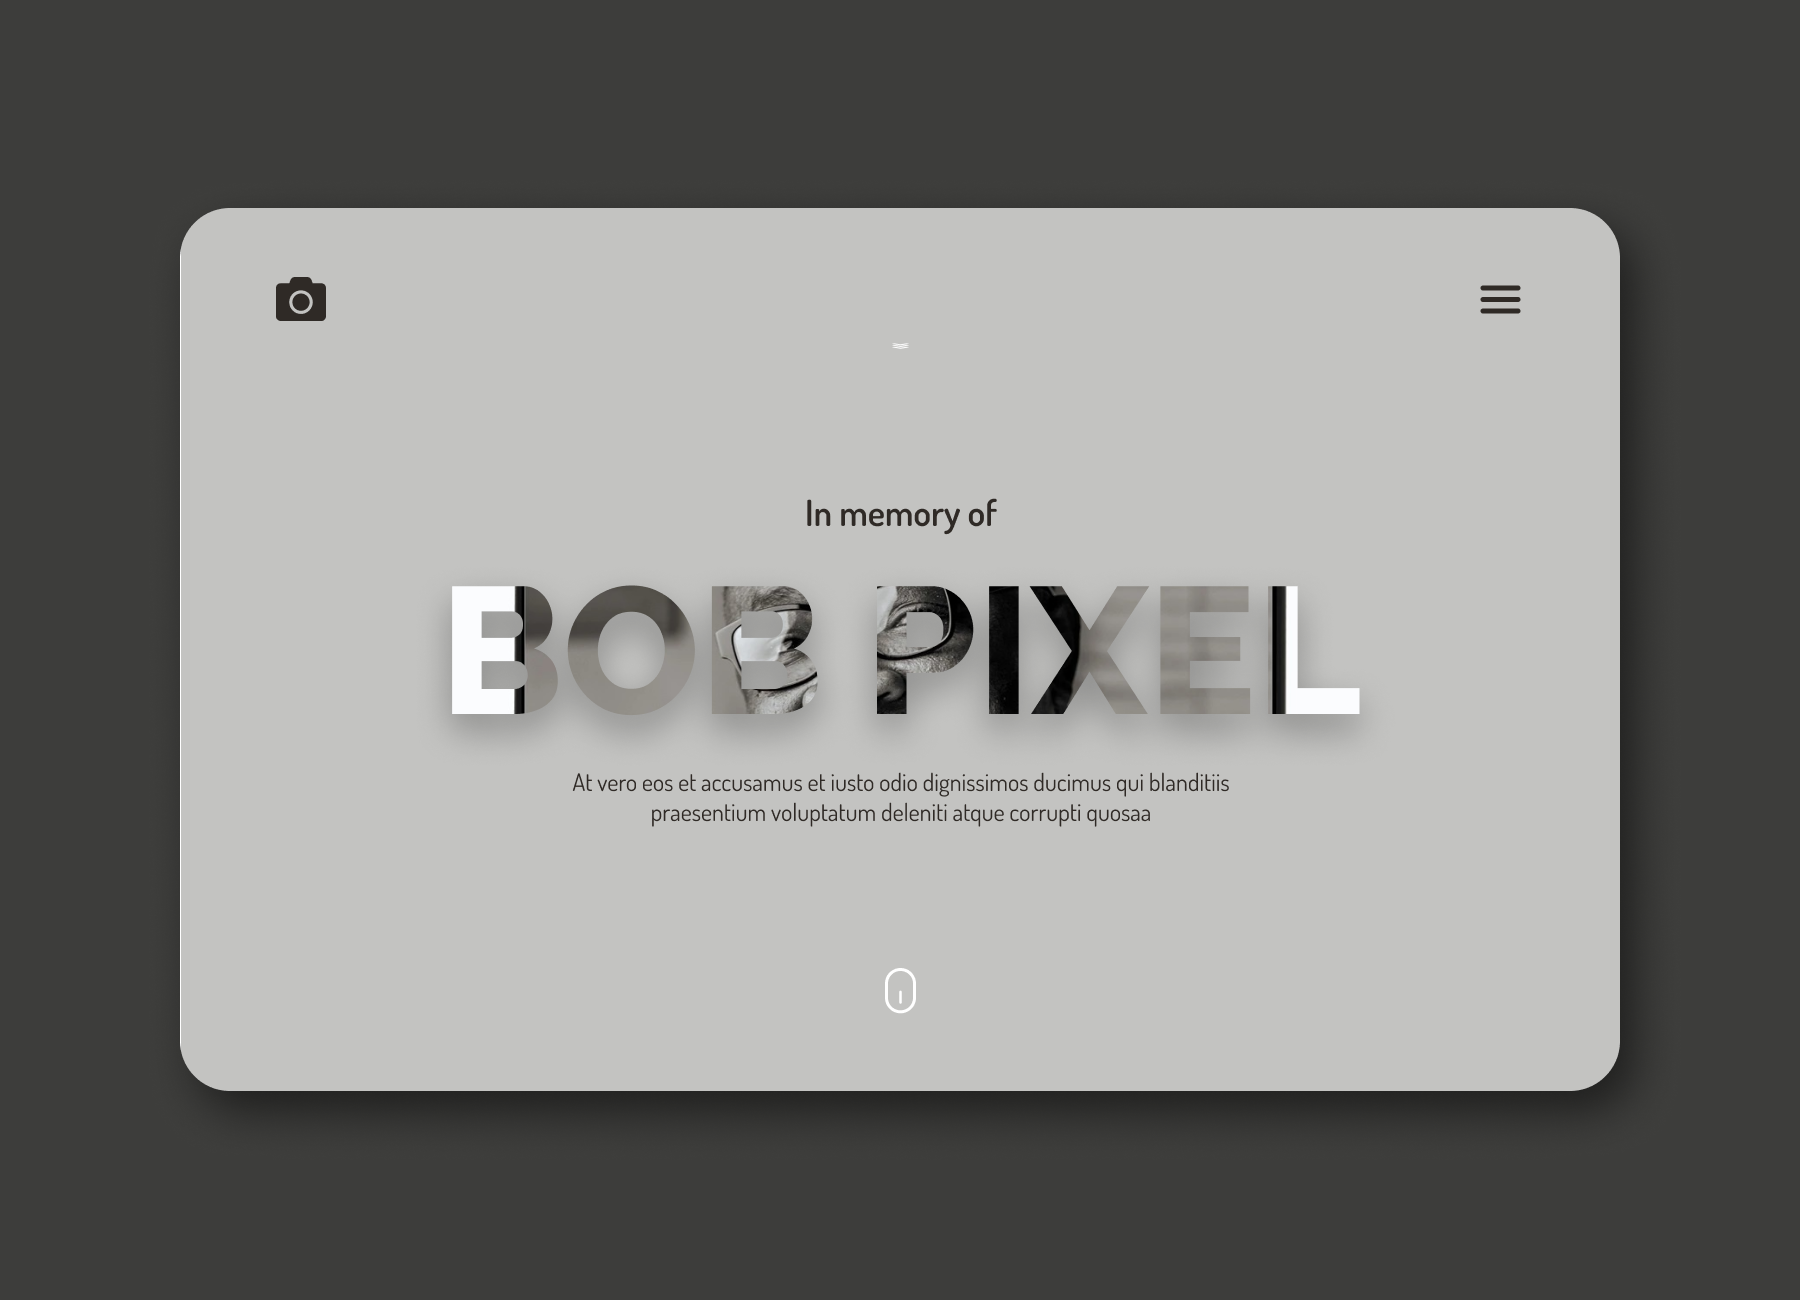 In memory of
BOB PIXEL
At vero eos et accusamus et iusto odio dignissimos ducimus qui blanditiis
praesentium voluptatum deleniti atque corrupti quosaa